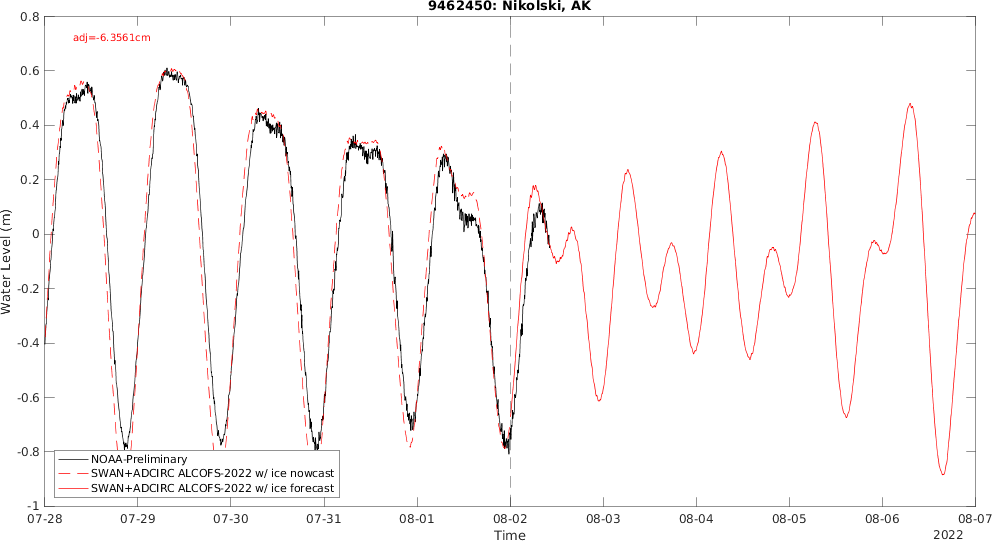 9462450: Nikolski, AK
adj=-6.3561cm
0.8
0.6
0.4
0.2
0
-0.2
-0.4
-0.6
-0.8
-1
Water Level (m)
NOAA-Preliminary
SWAN+ADCIRC ALCOFS-2022 w/ ice nowcast
SWAN+ADCIRC ALCOFS-2022 w/ ice forecast
07-28 07-29 07-30 07-31 08-01 08-02 08-03 08-04 08-05 08-06 08-07
Time
2022